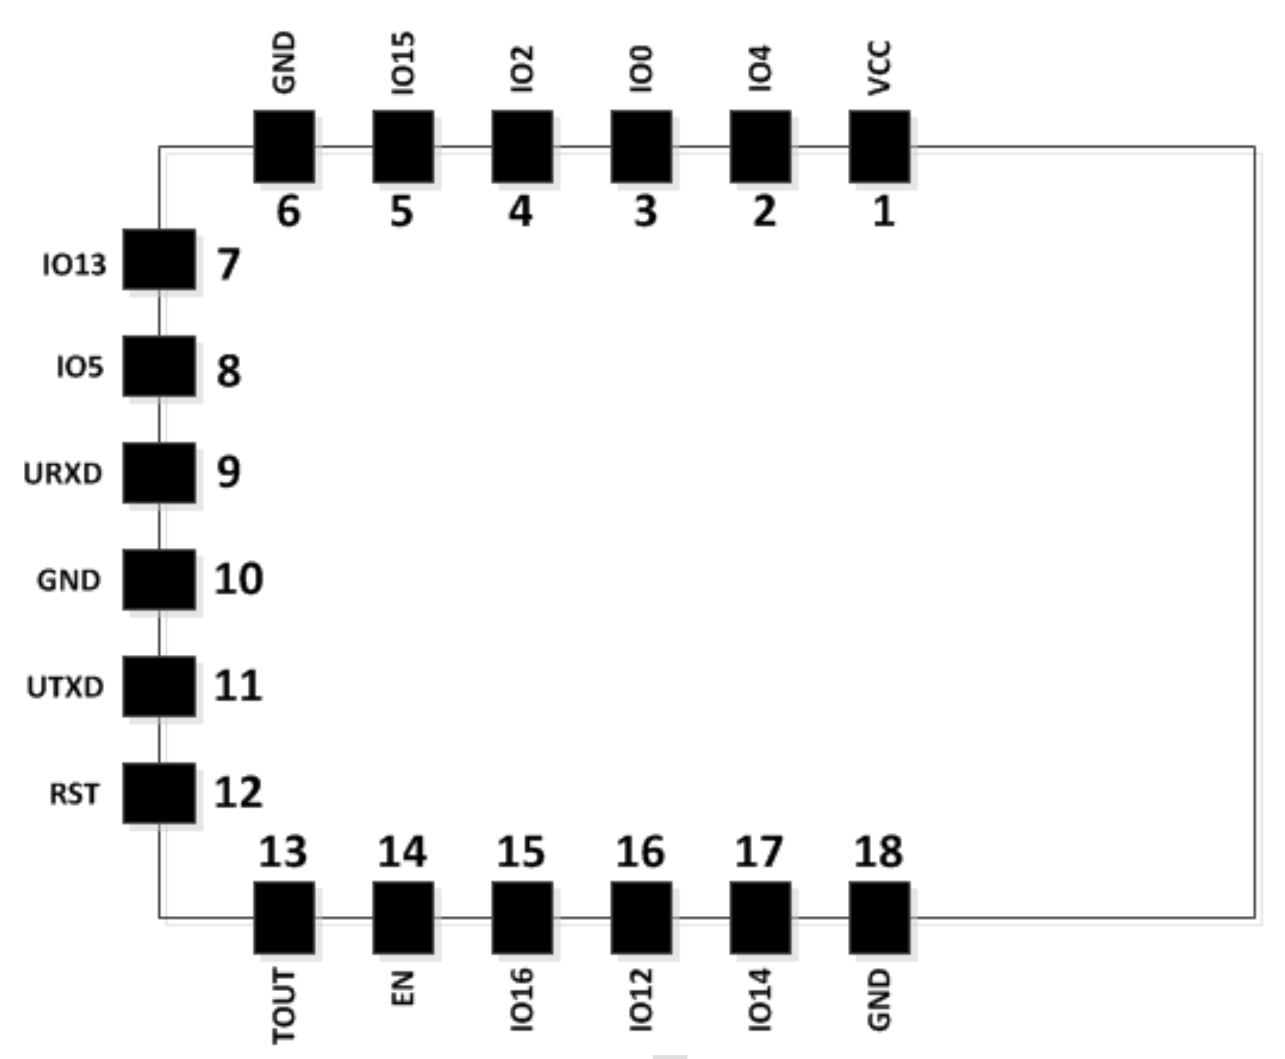 GND IO15 IO2 IO0 IO4 VCC
6 5 4 3 2 1
IO13 7
IO5 8
URXD 9
GND 10
UTXD 11
RST 12
13 14 15 16 17 18
TOUT EN IO16 IO12 IO14 GND